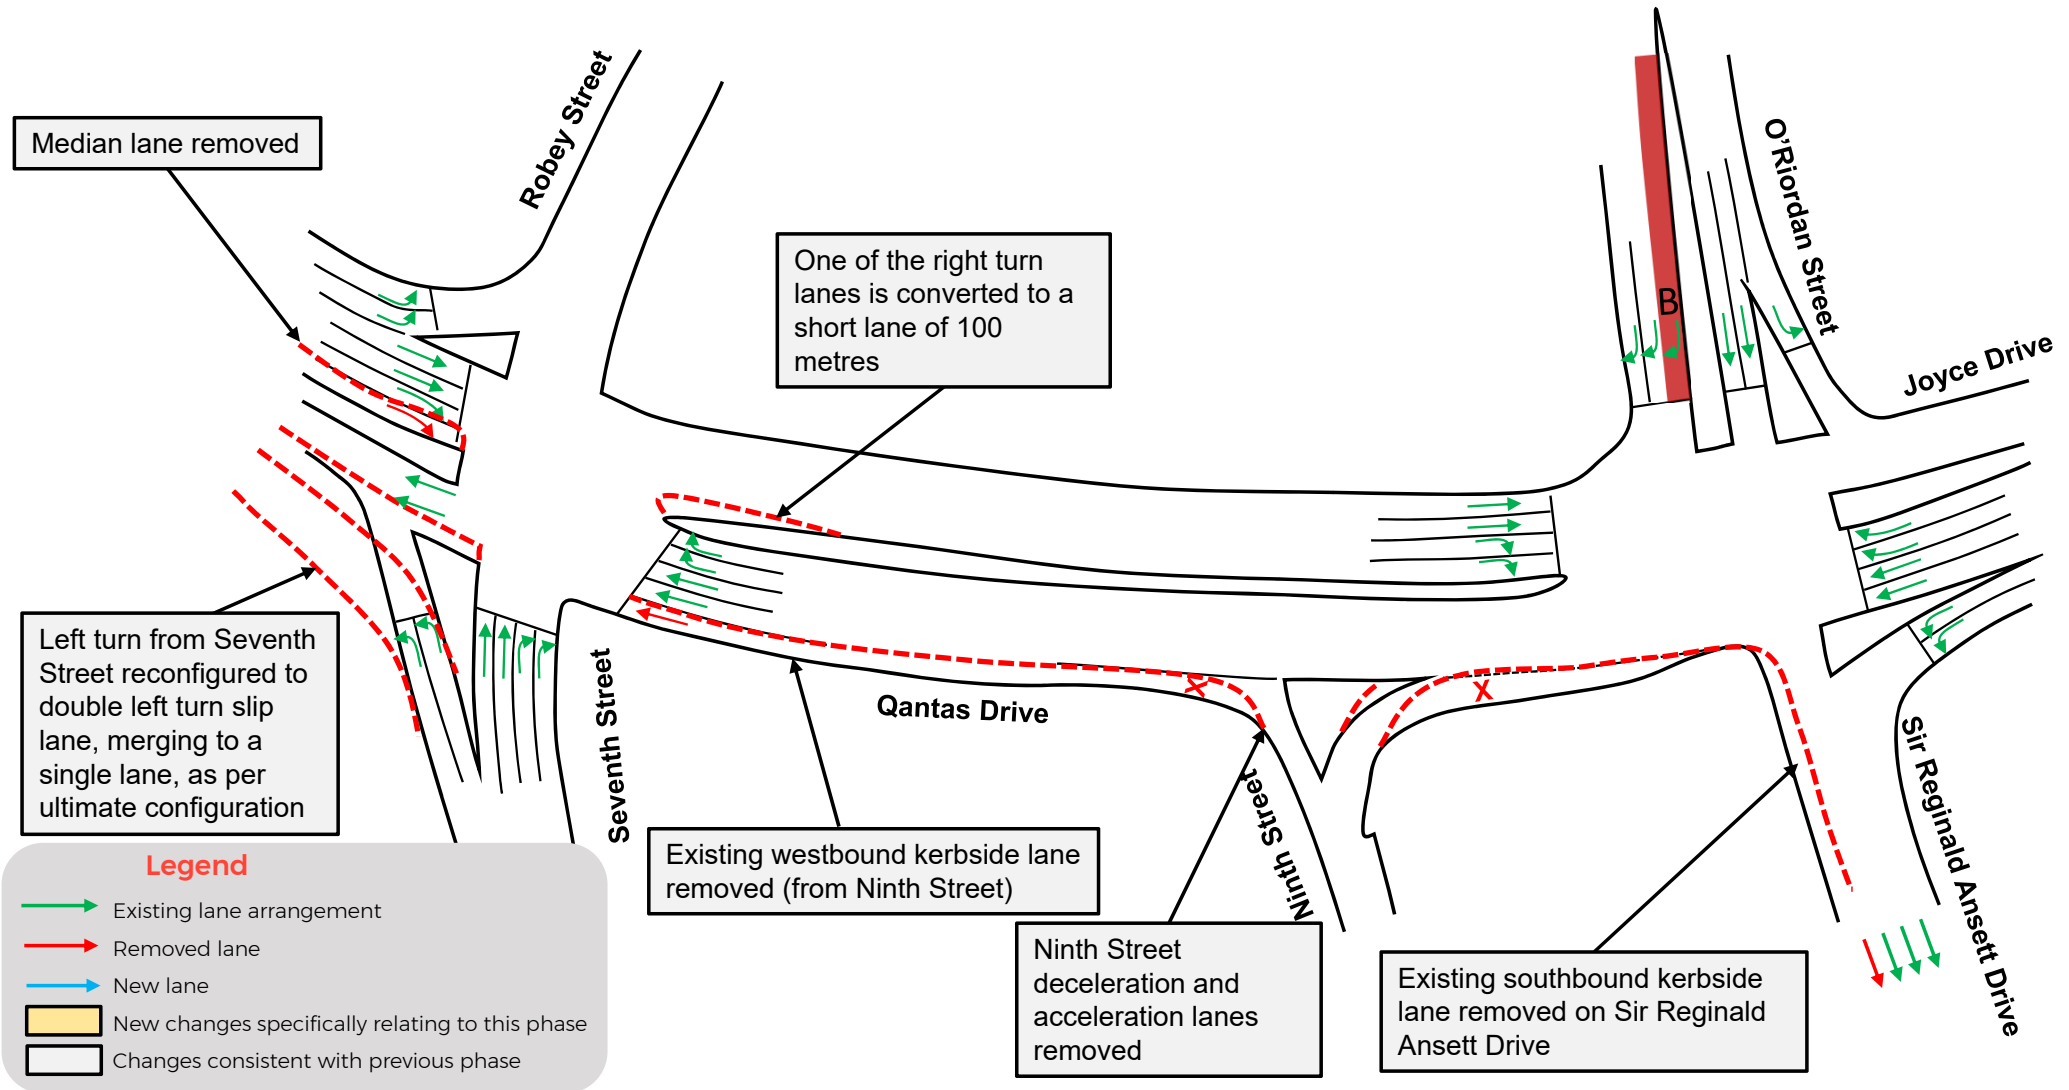 Robey Street
O'Riordan Street
Median lane removed
One of the right turn
lanes is converted to a
short lane of 100
metres
B
Joyce Drive
Left turn from Seventh
Street reconfigured to
double left turn slip
lane, merging to a
single lane, as per
ultimate configuration
Seventh Street
Qantas Drive
X
X
Ninth Street
Sir Reginald Ansett Drive
Existing westbound kerbside lane
removed (from Ninth Street)
Ninth Street
deceleration and
acceleration lanes
removed
Existing southbound kerbside
lane removed on Sir Reginald
Ansett Drive
Legend
Existing lane arrangement
Removed lane
New lane
New changes specifically relating to this phase
Changes consistent with previous phase